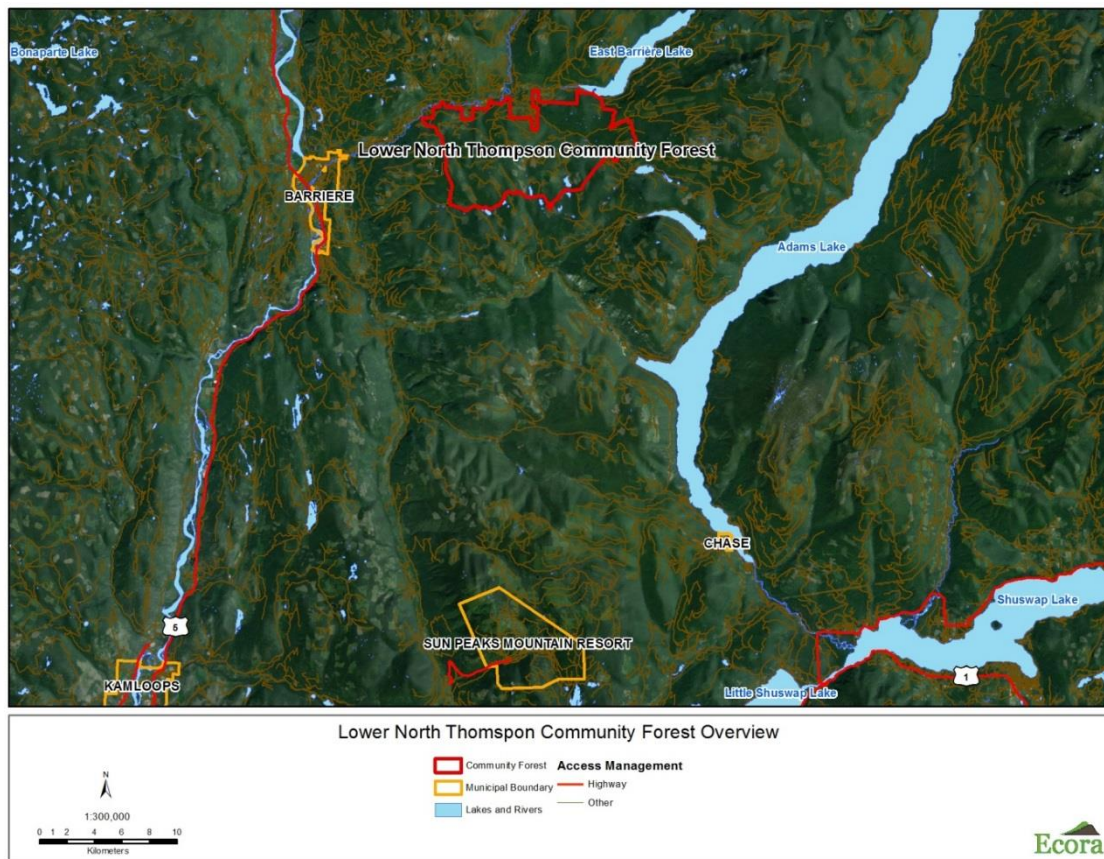 Bonaparte Lake
East Barrière Lake
Lower North Thompson Community Forest
BARRIERE
Adams Lake
CHASE
Shuswap Lake
SUN PEAKS MOUNTAIN RESORT
5
KAMLOOPS
Little Shuswap Lake
1
Lower North Thomspon Community Forest Overview
Community Forest
Municipal Boundary
Lakes and Rivers
Access Management
Highway
Other
N
1:300,000
0 1 2 4 6 8 10
Kilometers
Ecora